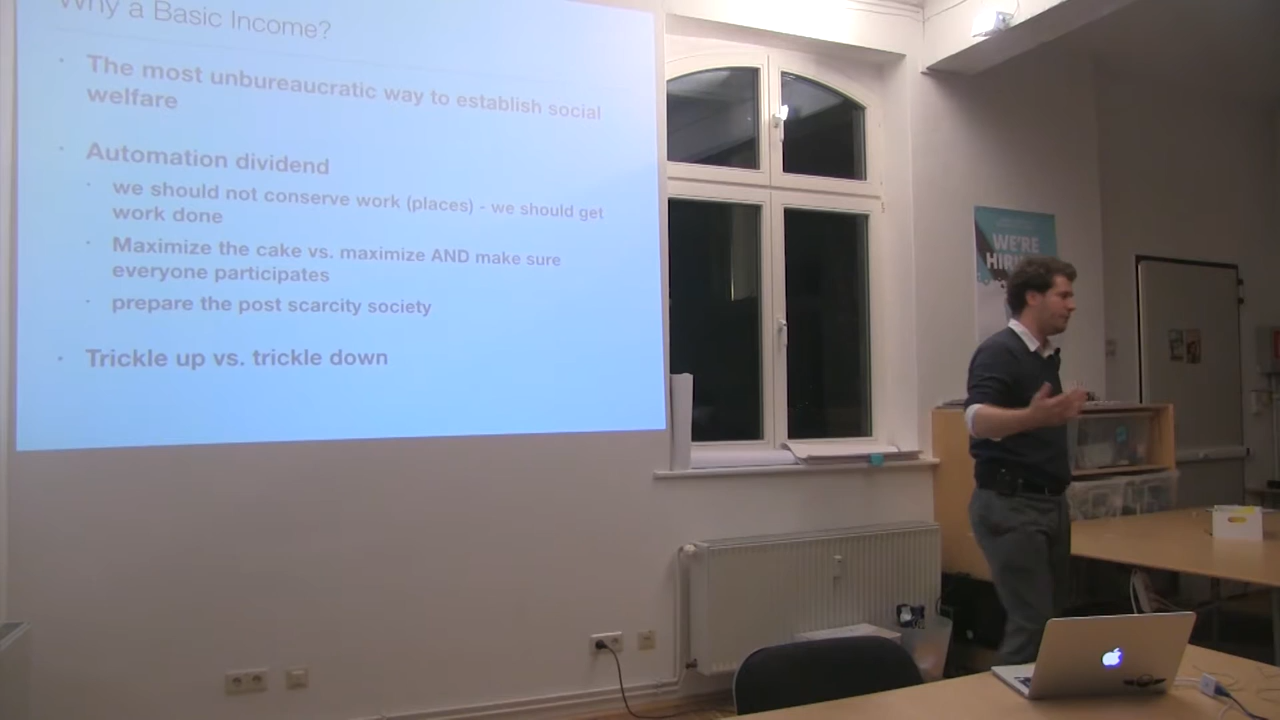 Why a Basic Income?
The most unbureaucratic way to establish social
welfare
Automation dividend
we should not conserve work (places) - we should get
work done
Maximize the cake vs. maximize AND make sure
everyone participates
prepare the post scarcity society
Trickle up vs. trickle down
WE'RE